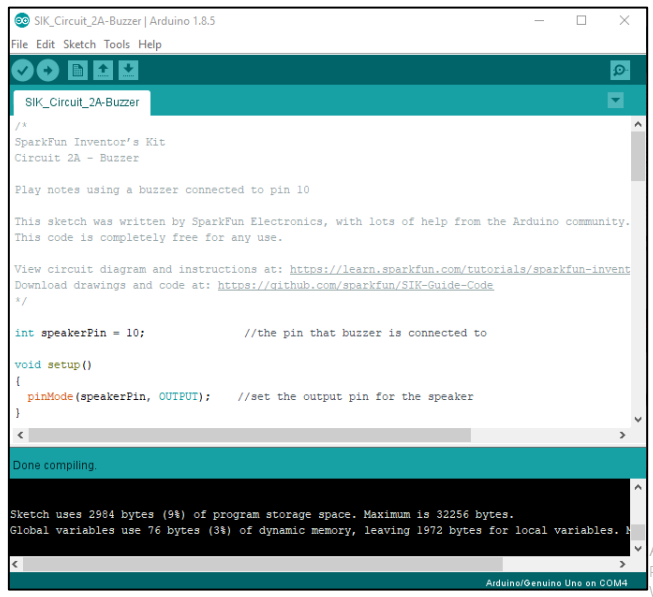 SIK_Circuit_2A-Buzzer | Arduino 1.8.5
File Edit Sketch Tools Help
SIK_Circuit_2A-Buzzer
/*
SparkFun Inventor's Kit
Circuit 2A - Buzzer
Play notes using a buzzer connected to pin 10
This sketch was written by SparkFun Electronics, with lots of help from the Arduino community.
This code is completely free for any use.
View circuit diagram and instructions at: https://learn.sparkfun.com/tutorials/sparkfun-invent
Download drawings and code at: https://github.com/sparkfun/SIK-Guide-Code
*/
int speakerPin = 10; //the pin that buzzer is connected to
void setup()
{
pinMode(speakerPin, OUTPUT); //set the output pin for the speaker
}
Done compiling.
Sketch uses 2984 bytes (9%) of program storage space. Maximum is 32256 bytes.
Global variables use 76 bytes (3%) of dynamic memory, leaving 1972 bytes for local variables.
Arduino/Genuino Uno on COM4